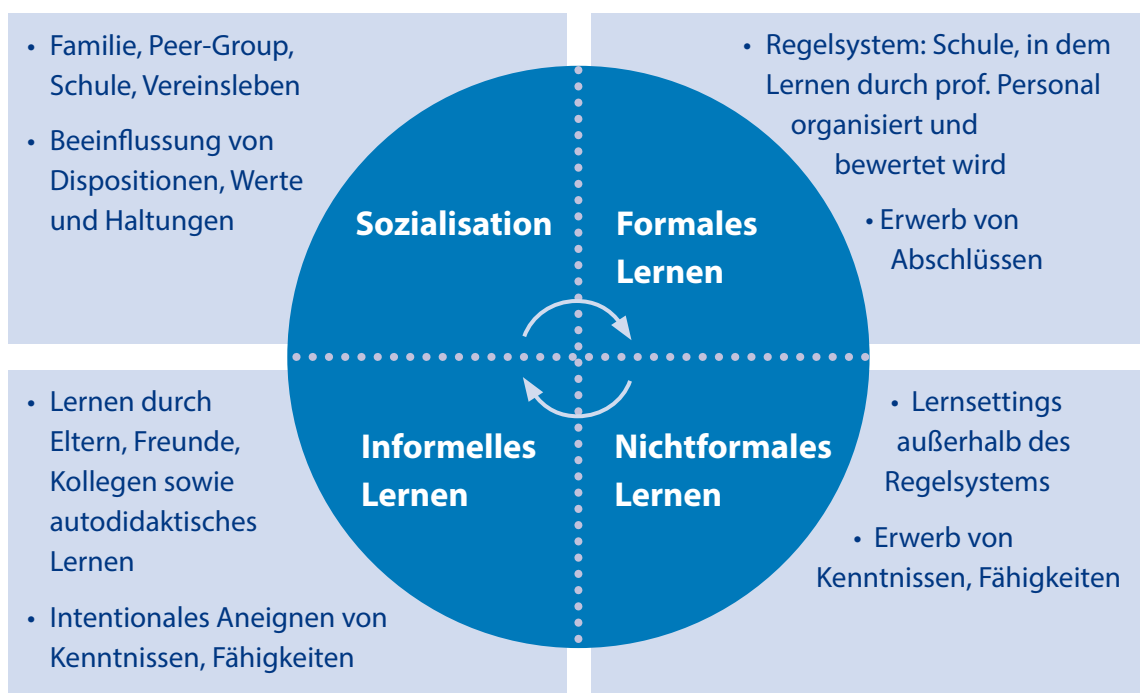 • Familie, Peer-Group,
Schule, Vereinsleben
• Beeinflussung von
Dispositionen, Werte
und Haltungen
• Regelsystem: Schule, in dem
Lernen durch prof. Personal
organisiert und
bewertet wird
• Erwerb von
Abschlüssen
Sozialisation
Formales
Lernen
Informelles
Lernen
Nichtformales
Lernen
• Lernen durch
Eltern, Freunde,
Kollegen sowie
autodidaktisches
Lernen
• Intentionales Aneignen von
Kenntnissen, Fähigkeiten
• Lernsettings
außerhalb des
Regelsystems
• Erwerb von
Kenntnissen, Fähigkeiten